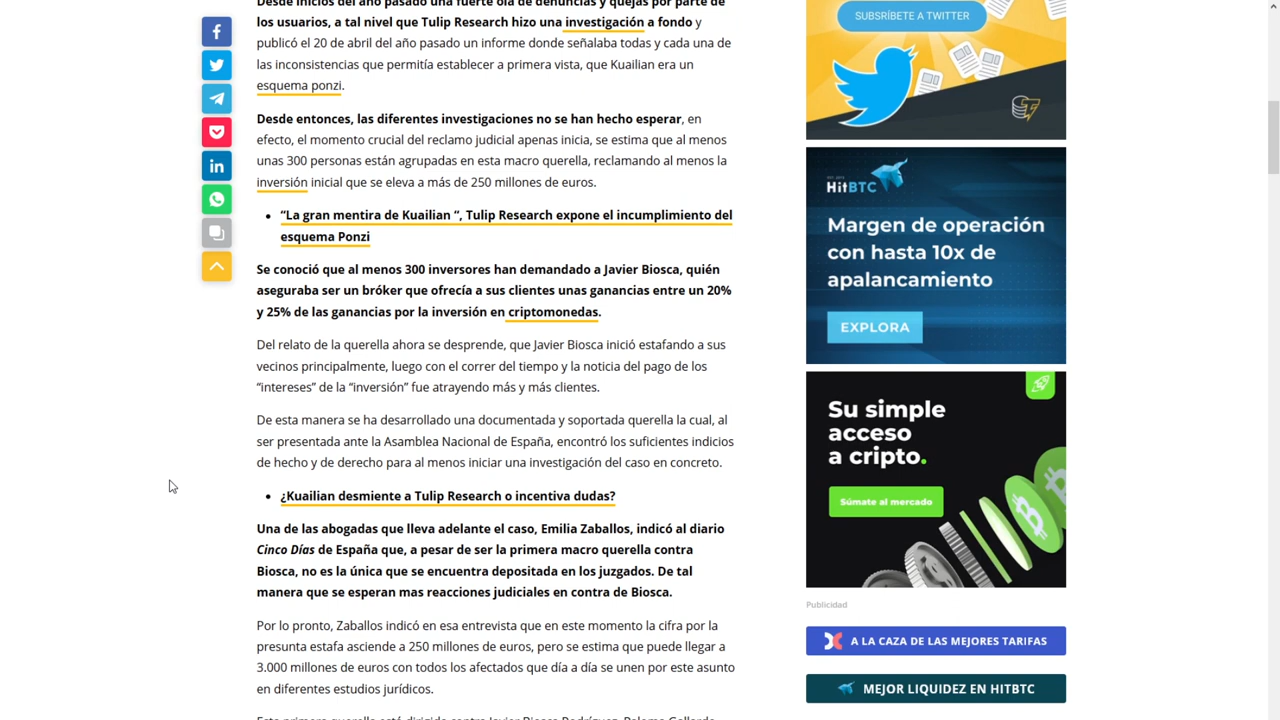 Desde inicios del año pasado una fuerte ola de denuncias y quejas por parte de
los usuarios, a tal nivel que Tulip Research hizo una investigación a fondo y
publicó el 20 de abril del año pasado un informe donde señalaba todas y cada una de
las inconsistencias que permitía establecer a primera vista, que Kuailian era un
esquema ponzi.
Desde entonces, las diferentes investigaciones no se han hecho esperar, en
efecto, el momento crucial del reclamo judicial apenas inicia, se estima que al menos
unas 300 personas están agrupadas en esta macro querella, reclamando al menos la
inversión inicial que se eleva a más de 250 millones de euros.
• “La gran mentira de Kuailian “, Tulip Research expone el incumplimiento del
esquema Ponzi
Se conoció que al menos 300 inversores han demandado a Javier Biosca, quién
aseguraba ser un bróker que ofrecía a sus clientes unas ganancias entre un 20%
y 25% de las ganancias por la inversión en criptomonedas.
Del relato de la querella ahora se desprende, que Javier Biosca inició estafando a sus
vecinos principalmente, luego con el correr del tiempo y la noticia del pago de los
“intereses” de la “inversión” fue atrayendo más y más clientes.
De esta manera se ha desarrollado una documentada y soportada querella la cual, al
ser presentada ante la Asamblea Nacional de España, encontró los suficientes indicios
de hecho y de derecho para al menos iniciar una investigación del caso en concreto.
• ¿Kuailian desmiente a Tulip Research o incentiva dudas?
Una de las abogadas que lleva adelante el caso, Emilia Zaballos, indicó al diario
Cinco Días de España que, a pesar de ser la primera macro querella contra
Biosca, no es la única que se encuentra depositada en los juzgados. De tal
manera que se esperan mas reacciones judiciales en contra de Biosca.
Por lo pronto, Zaballos indicó en esa entrevista que en este momento la cifra por la
presunta estafa asciende a 250 millones de euros, pero se estima que puede llegar a
3.000 millones de euros con todos los afectados que día a día se unen por este asunto
en diferentes estudios jurídicos.
Esta primera querella está dirigida contra Javier Biosca Rodríguez, Paloma Gallardo
SUBSRÍBETE A TWITTER
HitBTC
Margen de operación
con hasta 10x de
apalancamiento
EXPLORA
Su simple
acceso
a cripto.
Súmate al mercado
Publicidad
A LA CAZA DE LAS MEJORES TARIFAS
MEJOR LIQUIDEZ EN HITBTC